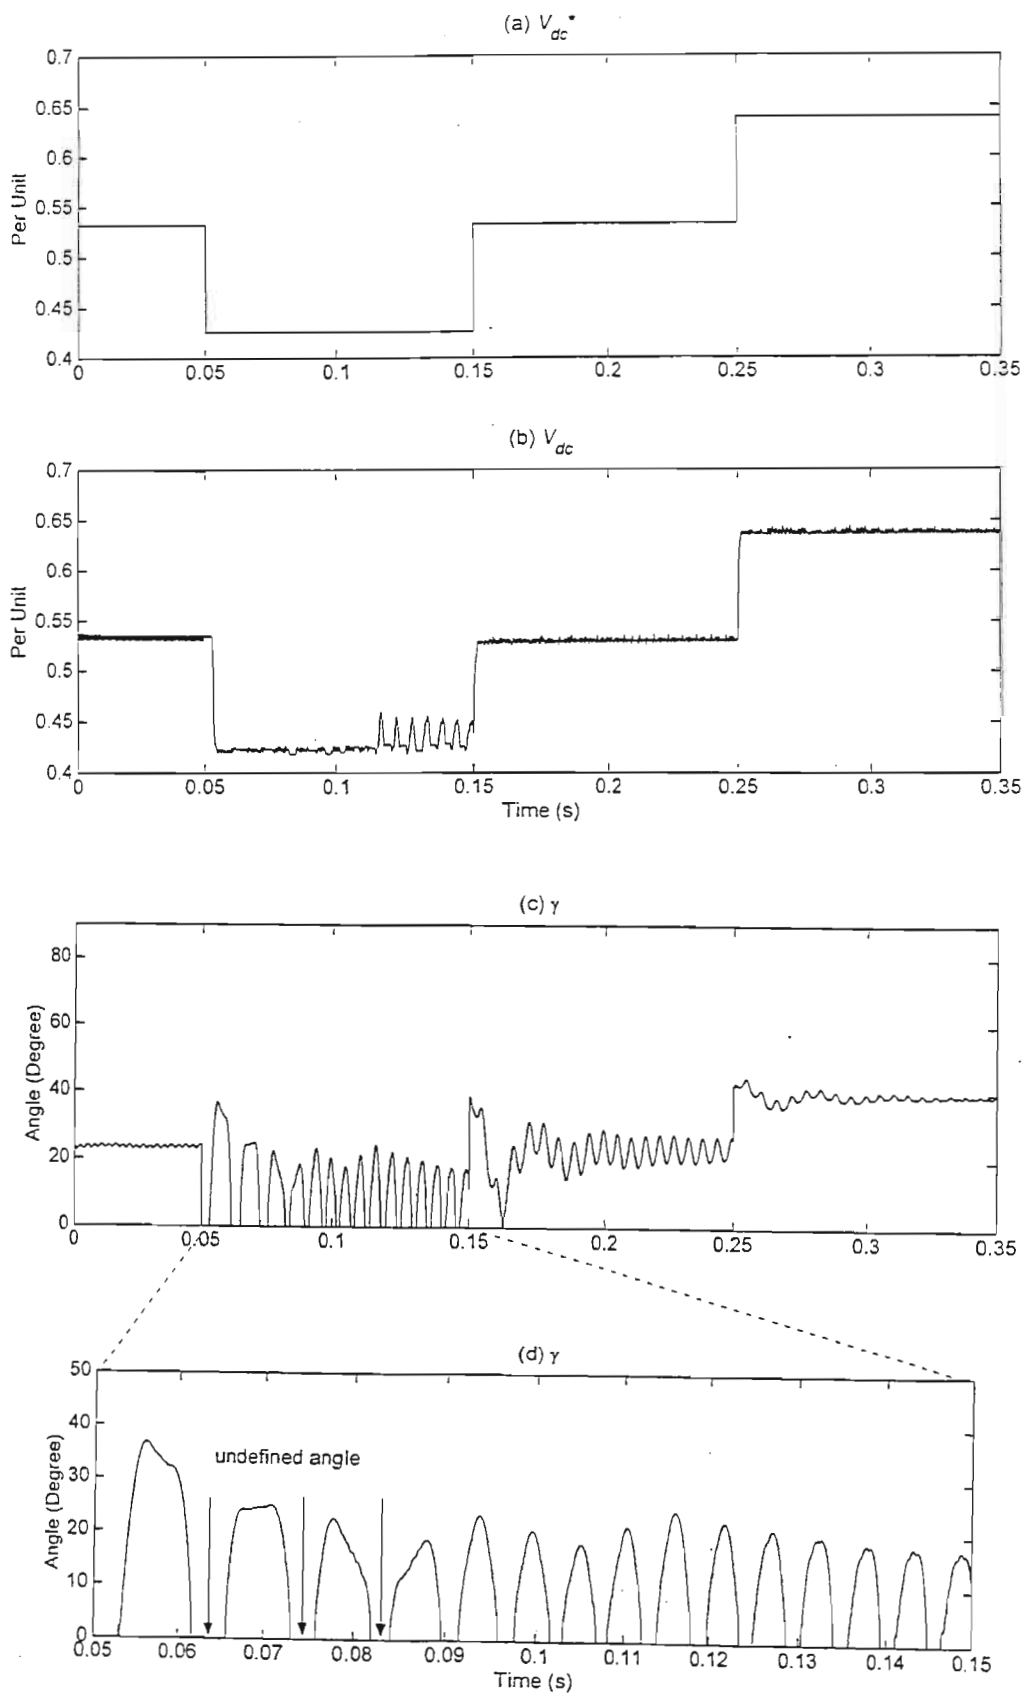 (a) V_dc*
0.7
0.65
0.6
0.55
0.5
0.45
0.4
Per Unit
0 0.05 0.1 0.15 0.2 0.25 0.3 0.35
(b) V_dc
0.7
0.65
0.6
0.55
0.5
0.45
0.4
Per Unit
0 0.05 0.1 0.15 0.2 0.25 0.3 0.35
Time (s)
(c) γ
80
60
40
20
0
Angle (Degree)
0 0.05 0.1 0.15 0.2 0.25 0.3 0.35
(d) γ
50
40
30
20
10
0
Angle (Degree)
undefined angle
0.05 0.06 0.07 0.08 0.09 0.1 0.11 0.12 0.13 0.14 0.15
Time (s)